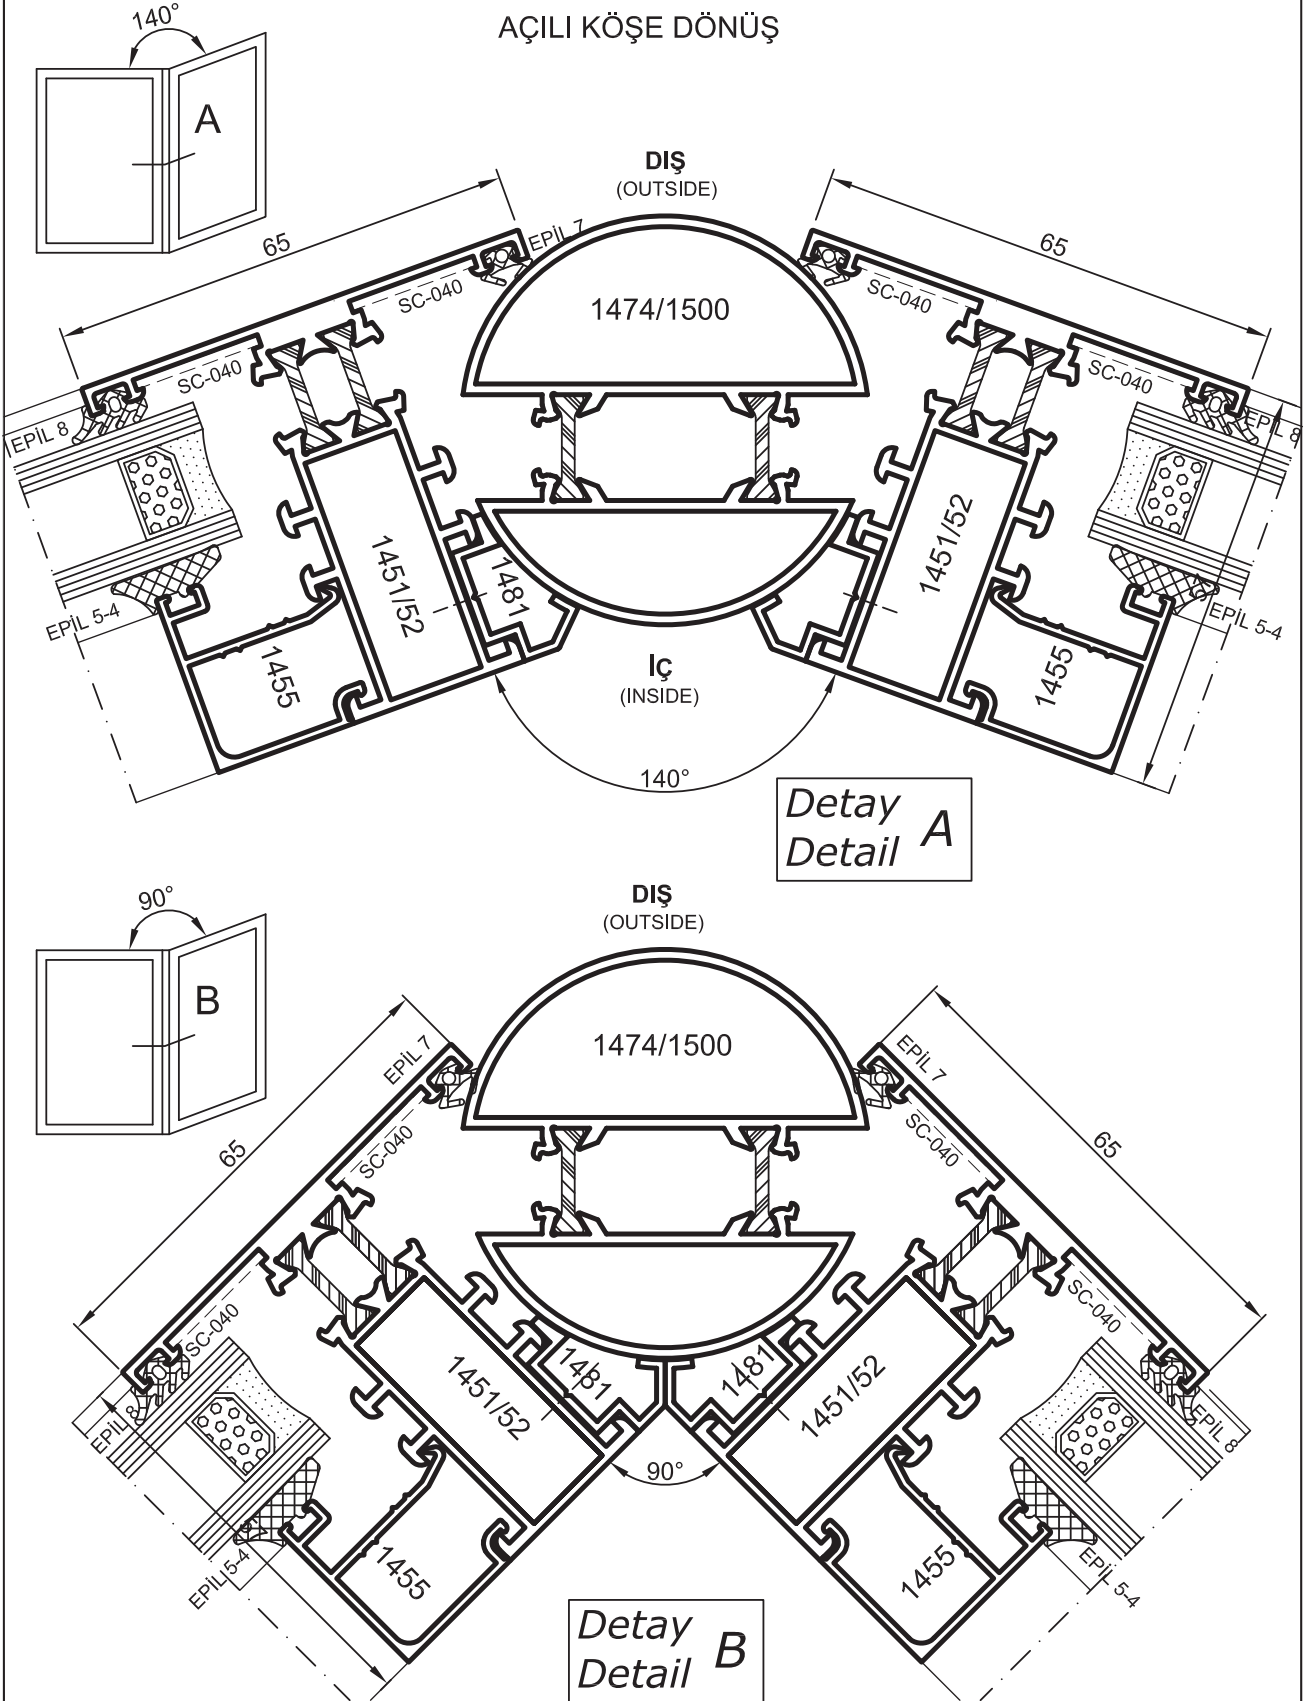 AÇILI KÖŞE DÖNÜŞ
140°
A
DIŞ
(OUTSIDE)
65
65
EPİL 7
SC-040
SC-040
1474/1500
SC-040
SC-040
EPİL 8
EPİL 8
1451/52
1481
1451/52
EPİL 5-4
EPİL 5-4
1455
1455
İÇ
(INSIDE)
140°
Detay
Detail A
90°
B
DIŞ
(OUTSIDE)
1474/1500
EPİL 7
EPİL 7
65
65
SC-040
SC-040
SC-040
SC-040
1451/52
1481
1481
1451/52
EPİL 8
EPİL 8
90°
EPİL 5-4
EPİL 5-4
1455
1455
Detay
Detail B